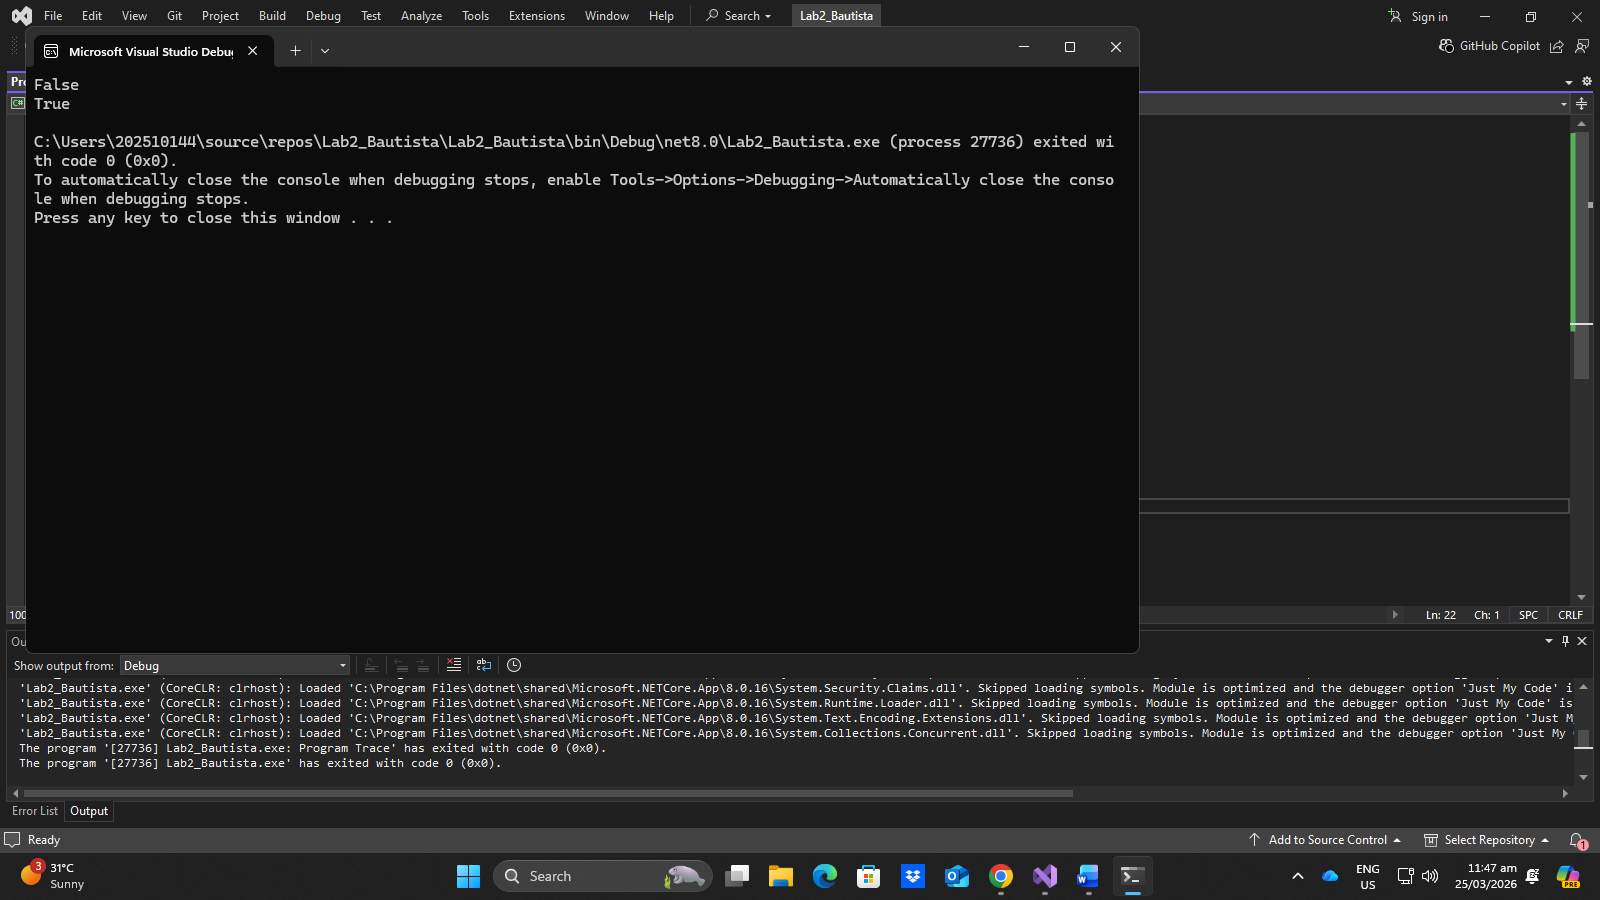 File Edit View Git Project Build Debug Test Analyze Tools Extensions Window Help Search Lab2_Bautista Sign in
GitHub Copilot
Microsoft Visual Studio Debug
False
True
C:\Users\202510144\source\repos\Lab2_Bautista\Lab2_Bautista\bin\Debug\net8.0\Lab2_Bautista.exe (process 27736) exited wi
th code 0 (0x0).
To automatically close the console when debugging stops, enable Tools->Options->Debugging->Automatically close the conso
le when debugging stops.
Press any key to close this window . . .
Pro
C#
100
Ln: 22 Ch: 1 SPC CRLF
Ou
Show output from: Debug
'Lab2_Bautista.exe' (CoreCLR: clrhost): Loaded 'C:\Program Files\dotnet\shared\Microsoft.NETCore.App\8.0.16\System.Security.Claims.dll'. Skipped loading symbols. Module is optimized and the debugger option 'Just My Code' i
'Lab2_Bautista.exe' (CoreCLR: clrhost): Loaded 'C:\Program Files\dotnet\shared\Microsoft.NETCore.App\8.0.16\System.Runtime.Loader.dll'. Skipped loading symbols. Module is optimized and the debugger option 'Just My Code' is
'Lab2_Bautista.exe' (CoreCLR: clrhost): Loaded 'C:\Program Files\dotnet\shared\Microsoft.NETCore.App\8.0.16\System.Text.Encoding.Extensions.dll'. Skipped loading symbols. Module is optimized and the debugger option 'Just M
'Lab2_Bautista.exe' (CoreCLR: clrhost): Loaded 'C:\Program Files\dotnet\shared\Microsoft.NETCore.App\8.0.16\System.Collections.Concurrent.dll'. Skipped loading symbols. Module is optimized and the debugger option 'Just My
The program '[27736] Lab2_Bautista.exe: Program Trace' has exited with code 0 (0x0).
The program '[27736] Lab2_Bautista.exe' has exited with code 0 (0x0).
Error List Output
Ready Add to Source Control Select Repository 1
3 31°C
Sunny
Search
ENG
US
11:47 am
25/03/2026
PRE